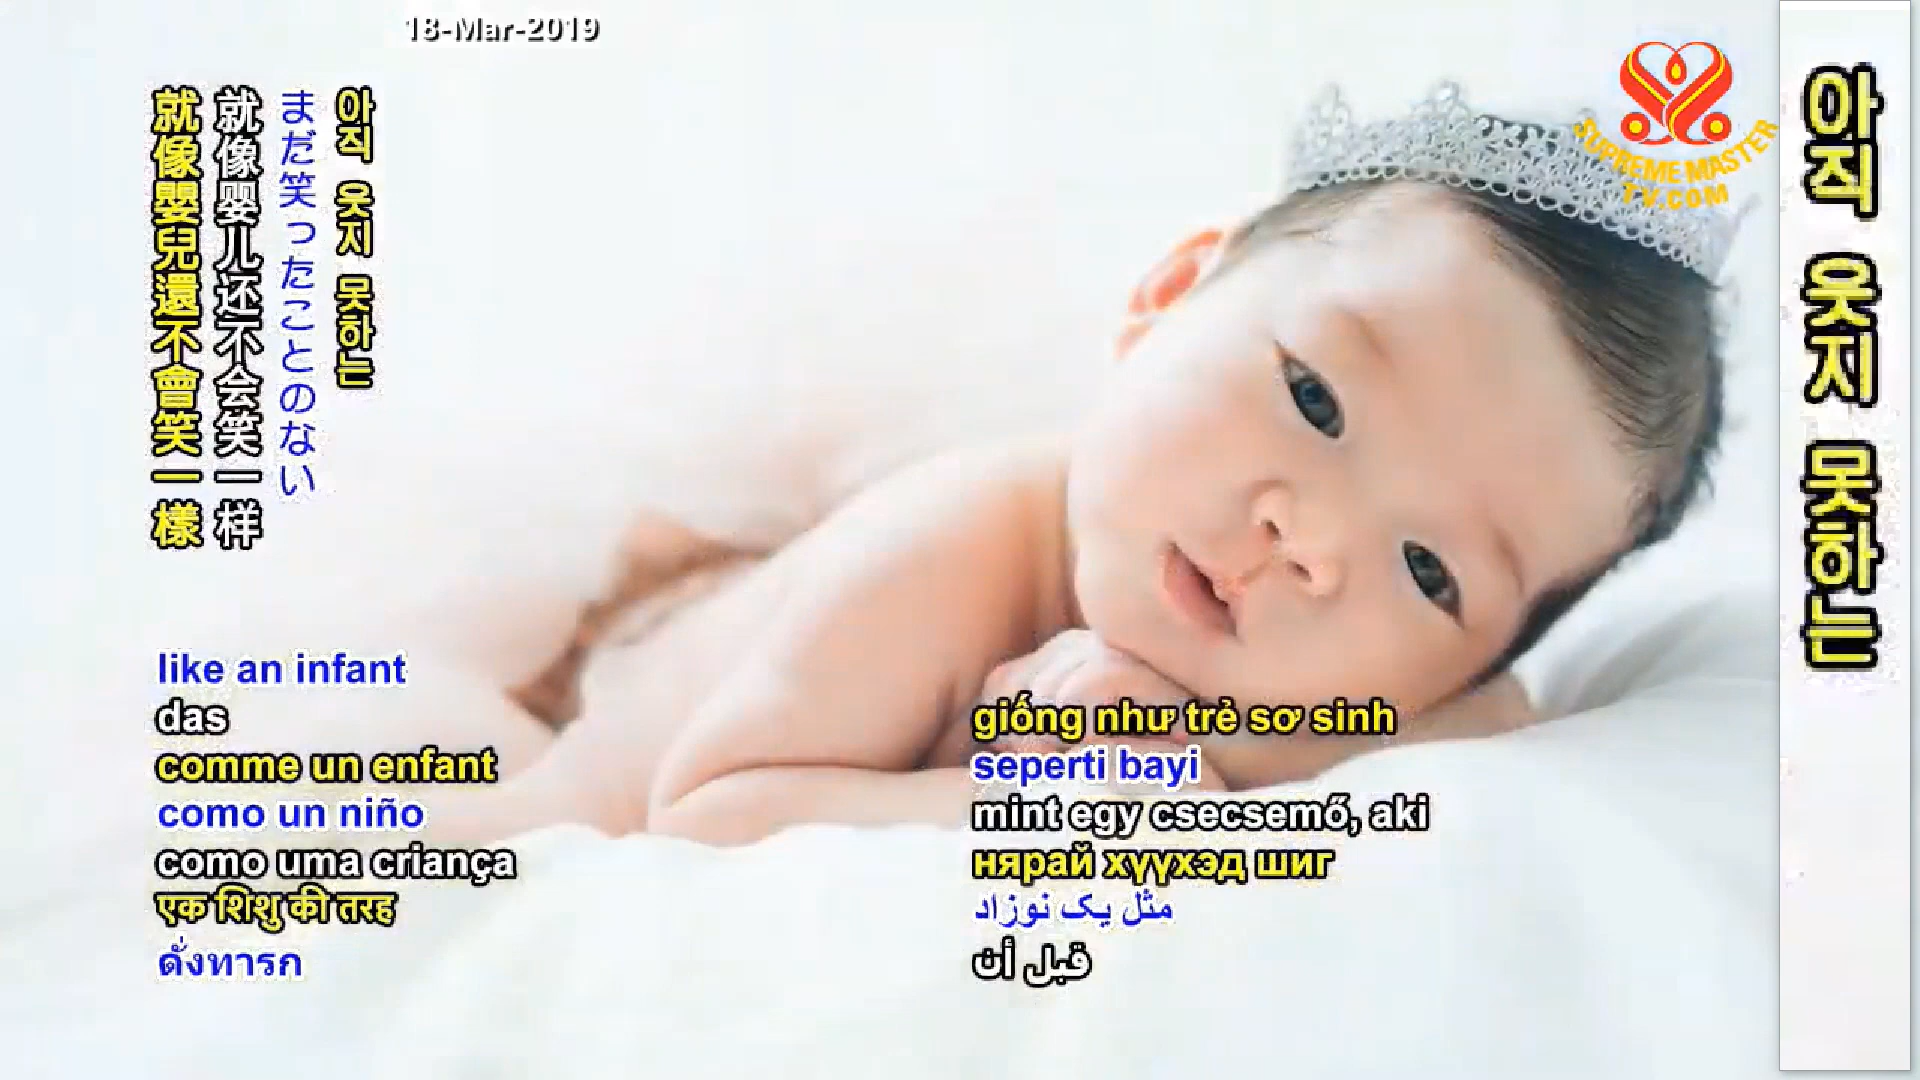 18-Mar-2019
SUPREME MASTER
TV.COM
아직 웃지 못하는
아직 웃지 못하는
まだ笑ったことのない
就像婴儿还不会笑一样
就像嬰兒還不會笑一樣
like an infant
das
comme un enfant
como un niño
como uma criança
एक शिशु की तरह
ดั่งทารก
giống như trẻ sơ sinh
seperti bayi
mint egy csecsemő, aki
нярай хүүхэд шиг
مثل یک نوزاد
قبل أن